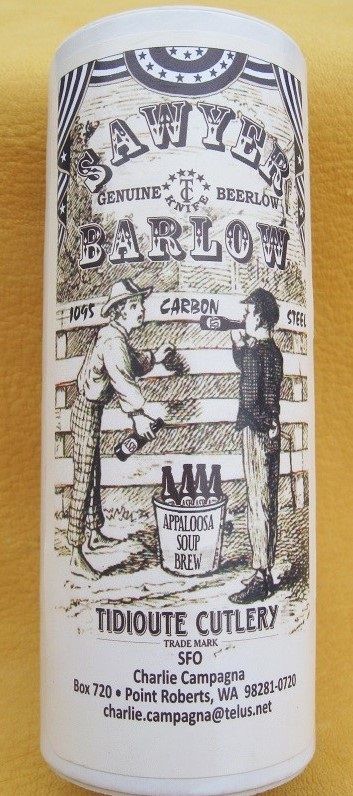 SAWYER
GENUINE TC KNIFE BEERLOW
BARLOW
1095 CARBON STEEL
APPALOOSA
SOUP
BREW
TIDIOUTE CUTLERY
TRADE MARK
SFO
Charlie Campagna
Box 720 • Point Roberts, WA 98281-0720
charlie.campagna@telus.net